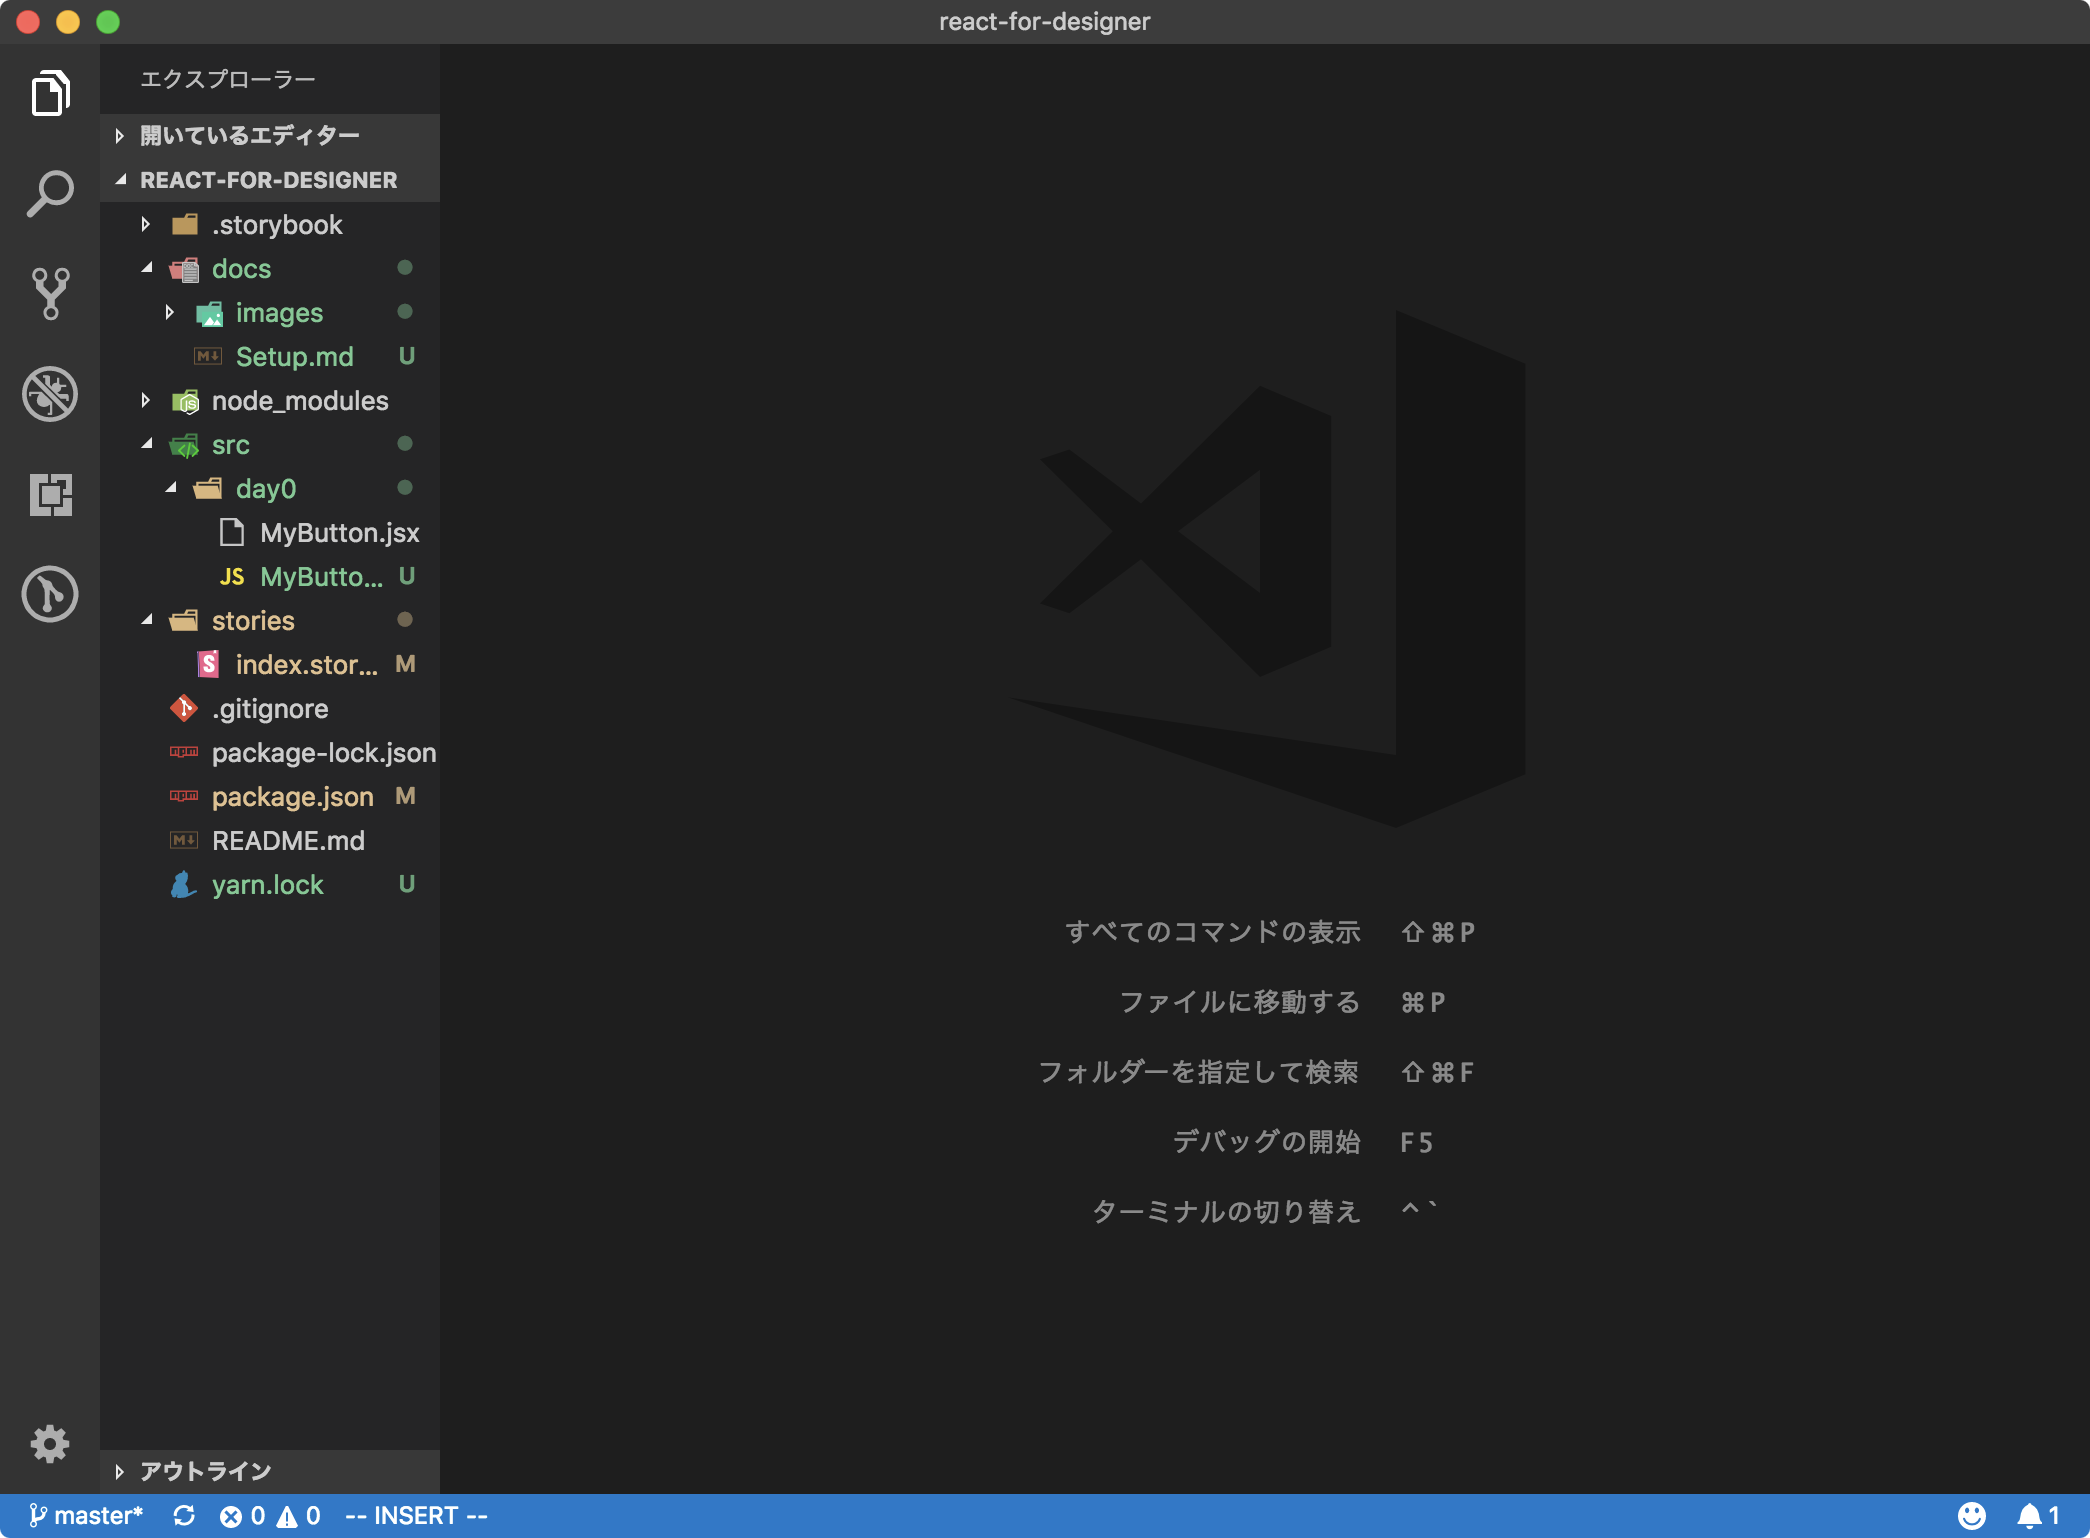 react-for-designer
エクスプローラー
開いているエディター
REACT-FOR-DESIGNER
.storybook
docs
images
Setup.md U
node_modules
src
day0
MyButton.jsx
JS MyButto... U
stories
index.stor... M
.gitignore
package-lock.json
package.json M
README.md
yarn.lock U
すべてのコマンドの表示 ⇧⌘P
ファイルに移動する ⌘P
フォルダーを指定して検索 ⇧⌘F
デバッグの開始 F5
ターミナルの切り替え ^`
アウトライン
master* 0 0 -- INSERT -- 1